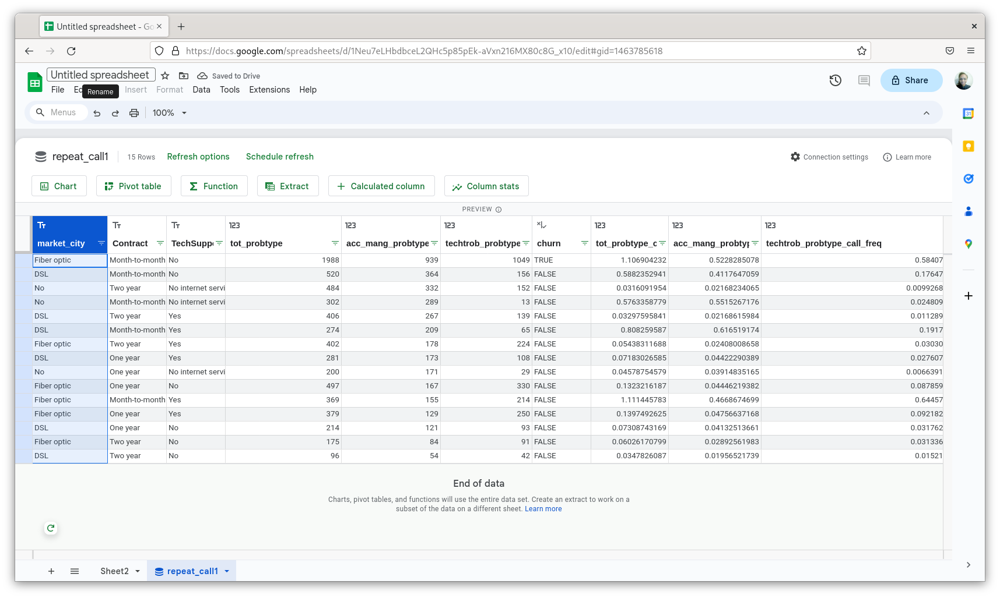 Untitled spreadsheet - Go
https://docs.google.com/spreadsheets/d/1Neu7eLHbdbceL2QHc5p85pEk-aVxn216MX80c8G_x10/edit#gid=1463785618
Untitled spreadsheet Saved to Drive
File Ec Insert Format Data Tools Extensions Help
Rename
Share
Menus 100%
31
repeat_call1 15 Rows Refresh options Schedule refresh Connection settings Learn more
Chart Pivot table Function Extract Calculated column Column stats
PREVIEW
Tт Tт Tт 123 123 123 123 123 123
market_city Contract TechSuppo tot_probtype acc_mang_probtype techtrob_probtype churn tot_probtype_c acc_mang_probtyp techtrob_probtype_call_freq
Fiber optic Month-to-month No 1988 939 1049 TRUE 1.106904232 0.5228285078 0.58407
DSL Month-to-month No 520 364 156 FALSE 0.5882352941 0.4117647059 0.17647
No Two year No internet servi 484 332 152 FALSE 0.0316091954 0.02168234065 0.0099268
No Month-to-month No internet servi 302 289 13 FALSE 0.5763358779 0.5515267176 0.024809
DSL Two year Yes 406 267 139 FALSE 0.03297595841 0.02168615984 0.011289
DSL Month-to-month Yes 274 209 65 FALSE 0.808259587 0.616519174 0.1917
Fiber optic Two year Yes 402 178 224 FALSE 0.05438311688 0.02408008658 0.03030
DSL One year Yes 281 173 108 FALSE 0.07183026585 0.04422290389 0.027607
No One year No internet servi 200 171 29 FALSE 0.04578754579 0.03914835165 0.0066391
Fiber optic One year No 497 167 330 FALSE 0.1323216187 0.04446219382 0.087859
Fiber optic Month-to-month Yes 369 155 214 FALSE 1.111445783 0.4668674699 0.64457
Fiber optic One year Yes 379 129 250 FALSE 0.1397492625 0.04756637168 0.092182
DSL One year No 214 121 93 FALSE 0.07308743169 0.04132513661 0.031762
Fiber optic Two year No 175 84 91 FALSE 0.06026170799 0.02892561983 0.031336
DSL Two year No 96 54 42 FALSE 0.0347826087 0.01956521739 0.01521
End of data
Charts, pivot tables, and functions will use the entire data set. Create an extract to work on a
subset of the data on a different sheet. Learn more
Sheet2 repeat_call1